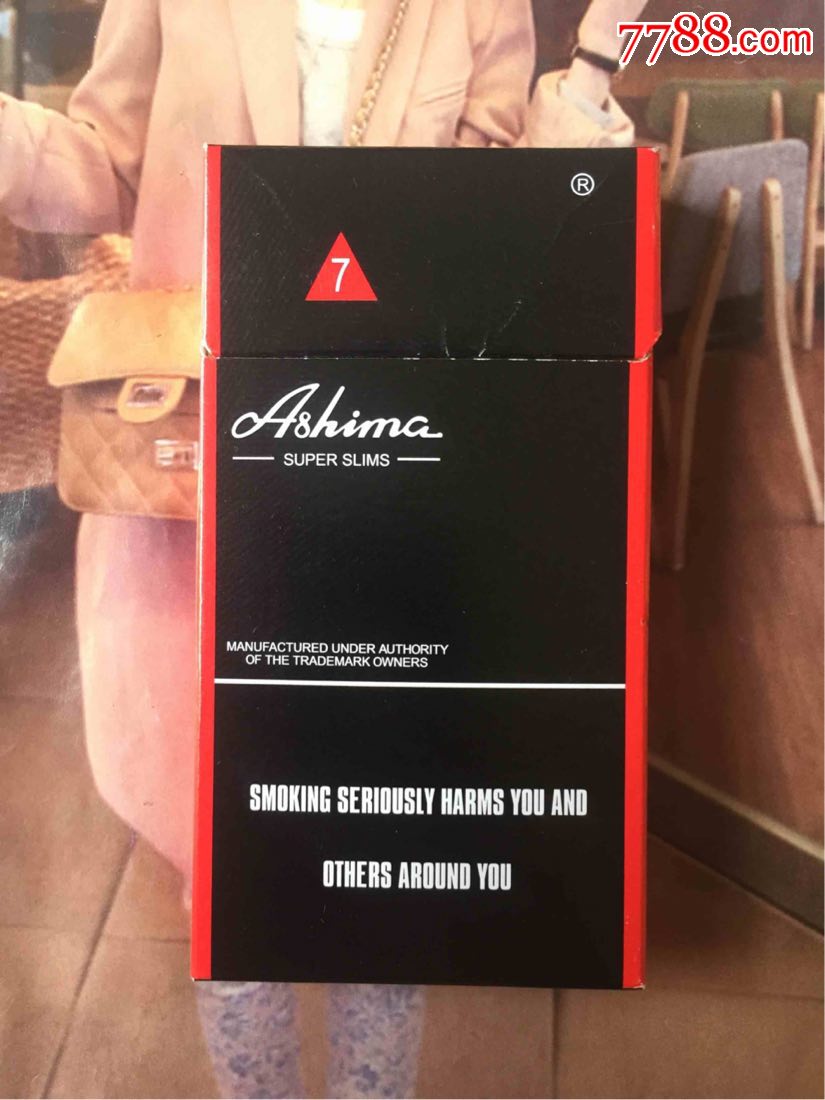 7788.com
®
7
Ashima
SUPER SLIMS
MANUFACTURED UNDER AUTHORITY
OF THE TRADEMARK OWNERS
SMOKING SERIOUSLY HARMS YOU AND
OTHERS AROUND YOU